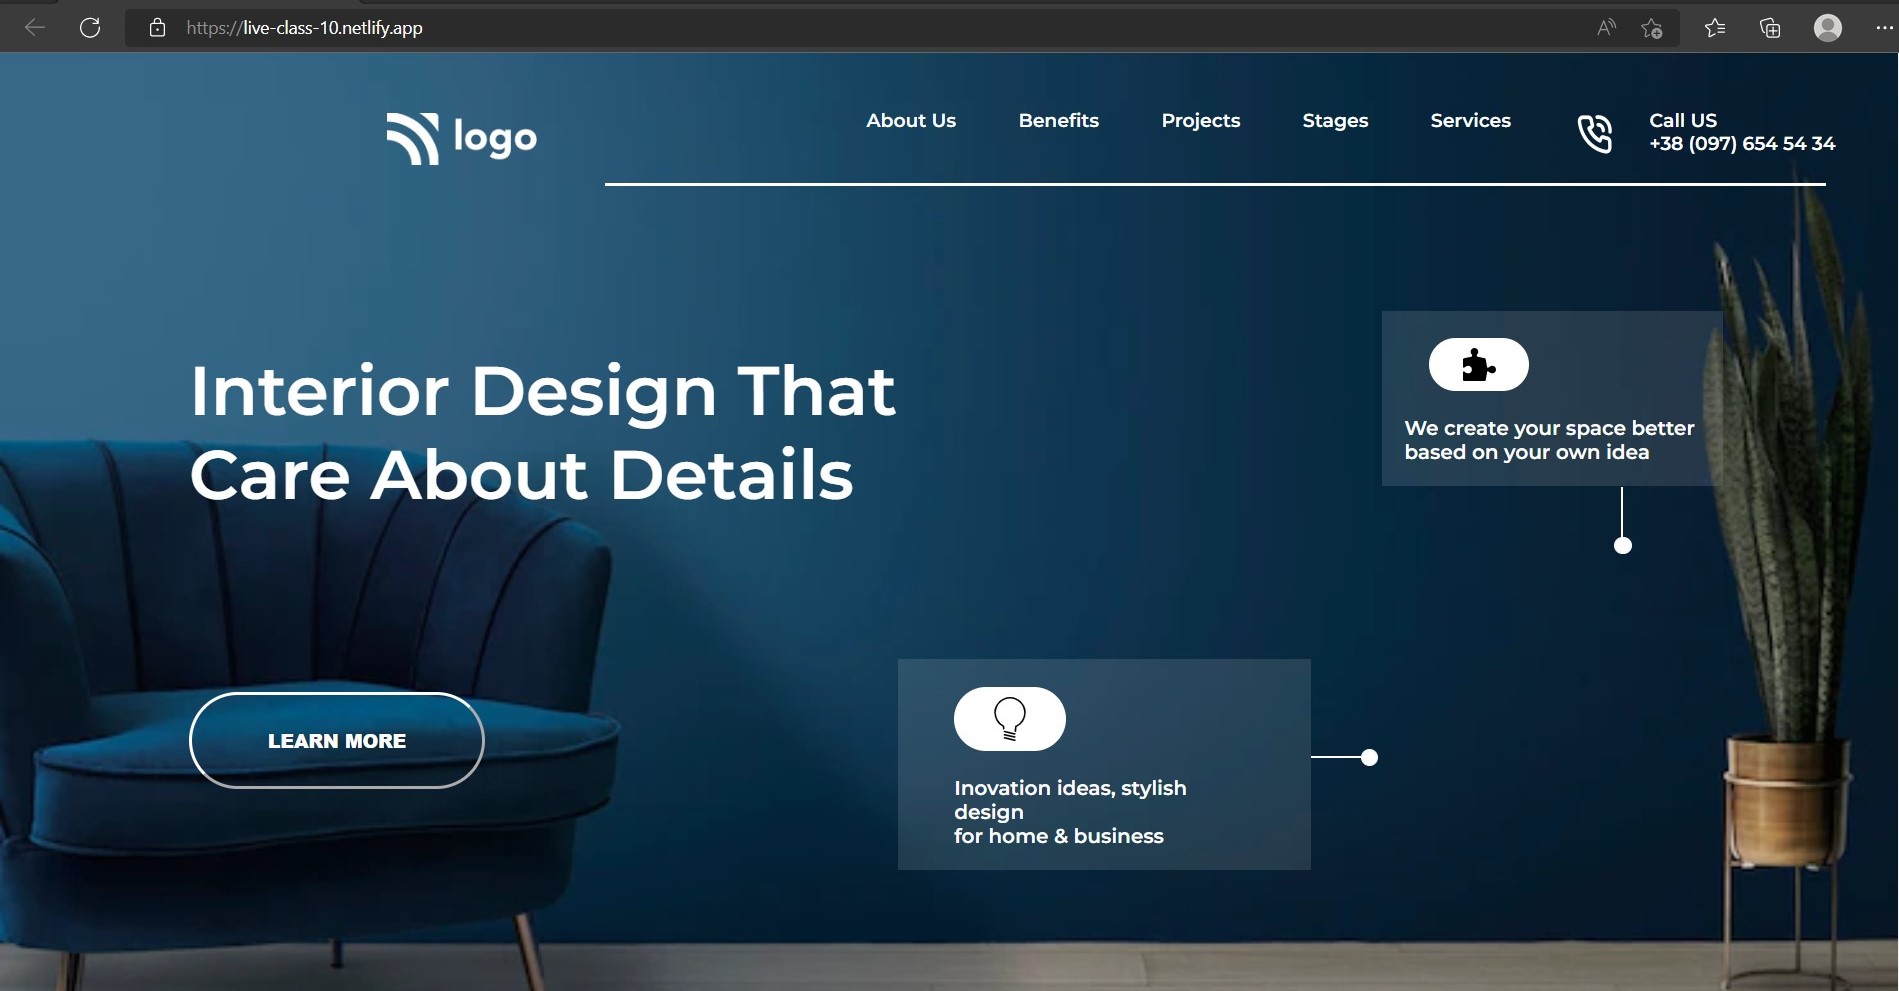 https://live-class-10.netlify.app
logo
About Us
Benefits
Projects
Stages
Services
Call US
+38 (097) 654 54 34
Interior Design That
Care About Details
We create your space better
based on your own idea
LEARN MORE
Inovation ideas, stylish
design
for home & business